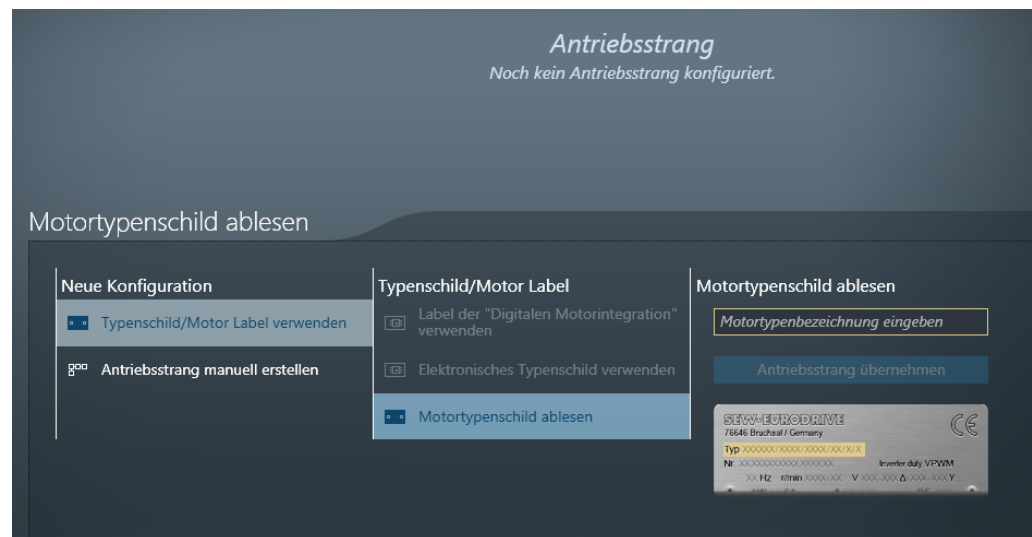 Antriebsstrang
Noch kein Antriebsstrang konfiguriert.
Motortypenschild ablesen
Neue Konfiguration
Typenschild/Motor Label verwenden
Antriebsstrang manuell erstellen
Typenschild/Motor Label
Label der "Digitalen Motorintegration"
verwenden
Elektronisches Typenschild verwenden
Motortypenschild ablesen
Motortypenschild ablesen
Motortypenbezeichnung eingeben
Antriebsstrang übernehmen
SEW-EURODRIVE CE
76646 Bruchsal / Germany
Typ XXXXXX/XXXX/XXXX/XX/X/X
Nr. Inverter duty VPWM
XX Hz r/min XXXX/XX V XXX-XXX Δ/XXX-XXX Y